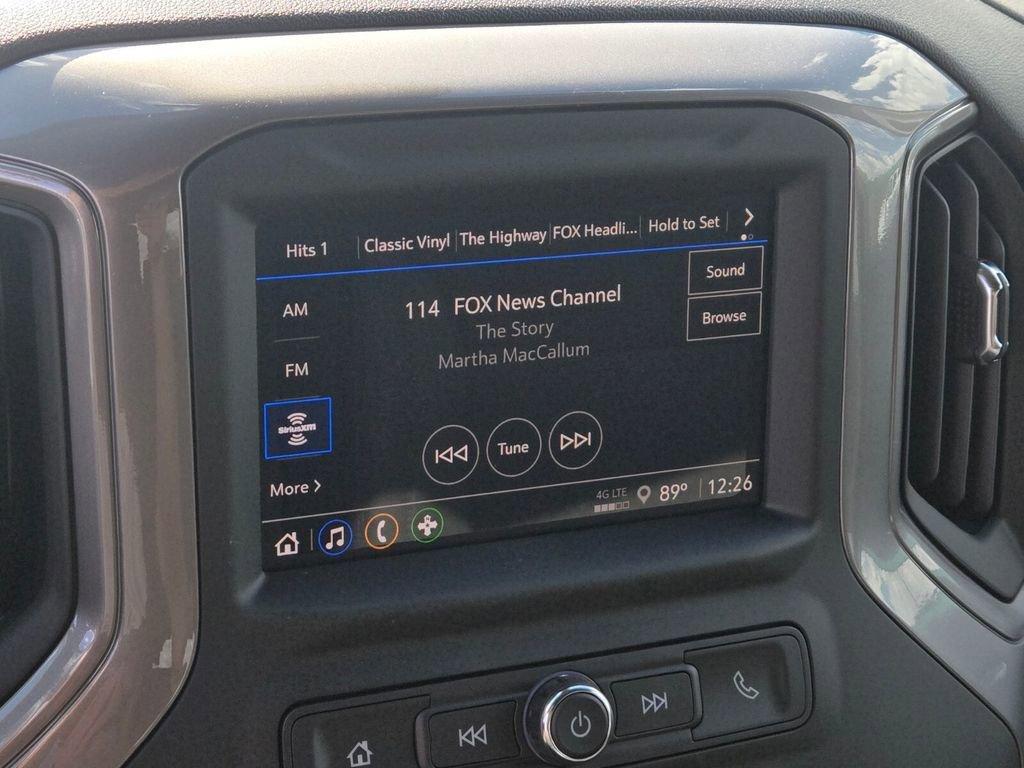 Hits 1
Classic Vinyl
The Highway
FOX Headli...
Hold to Set
AM
114 FOX News Channel
Sound
The Story
Browse
Martha MacCallum
FM
SiriusXM
Tune
More
4G LTE
89°
12:26